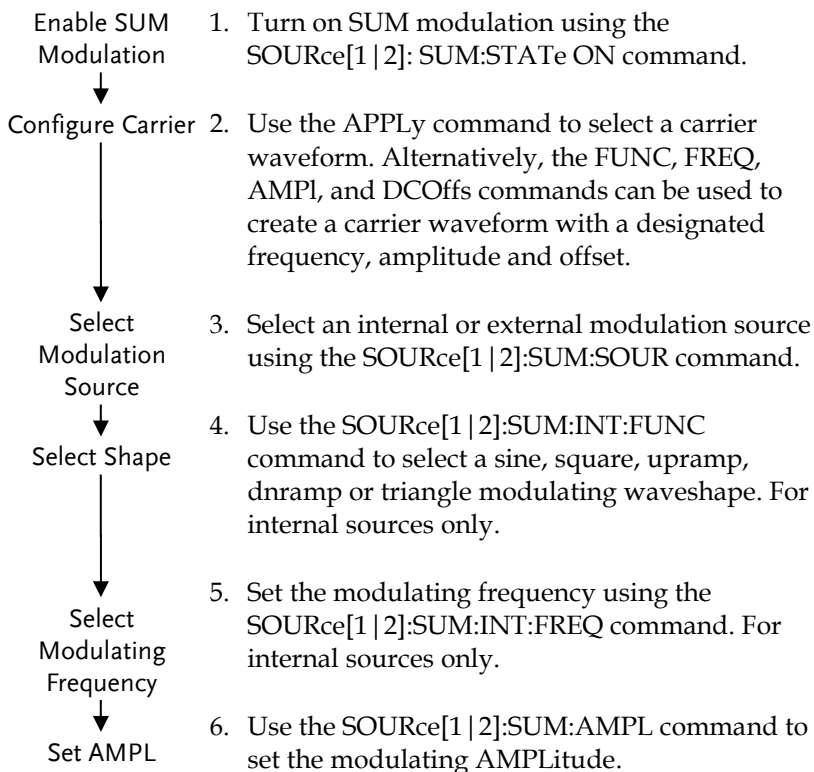 Enable SUM
Modulation
1. Turn on SUM modulation using the
SOURce[1|2]: SUM:STATe ON command.
Configure Carrier
2. Use the APPLy command to select a carrier
waveform. Alternatively, the FUNC, FREQ,
AMPl, and DCOffs commands can be used to
create a carrier waveform with a designated
frequency, amplitude and offset.
Select
Modulation
Source
3. Select an internal or external modulation source
using the SOURce[1|2]:SUM:SOUR command.
Select Shape
4. Use the SOURce[1|2]:SUM:INT:FUNC
command to select a sine, square, upramp,
dnramp or triangle modulating waveshape. For
internal sources only.
Select
Modulating
Frequency
5. Set the modulating frequency using the
SOURce[1|2]:SUM:INT:FREQ command. For
internal sources only.
Set AMPL
6. Use the SOURce[1|2]:SUM:AMPL command to
set the modulating AMPLitude.